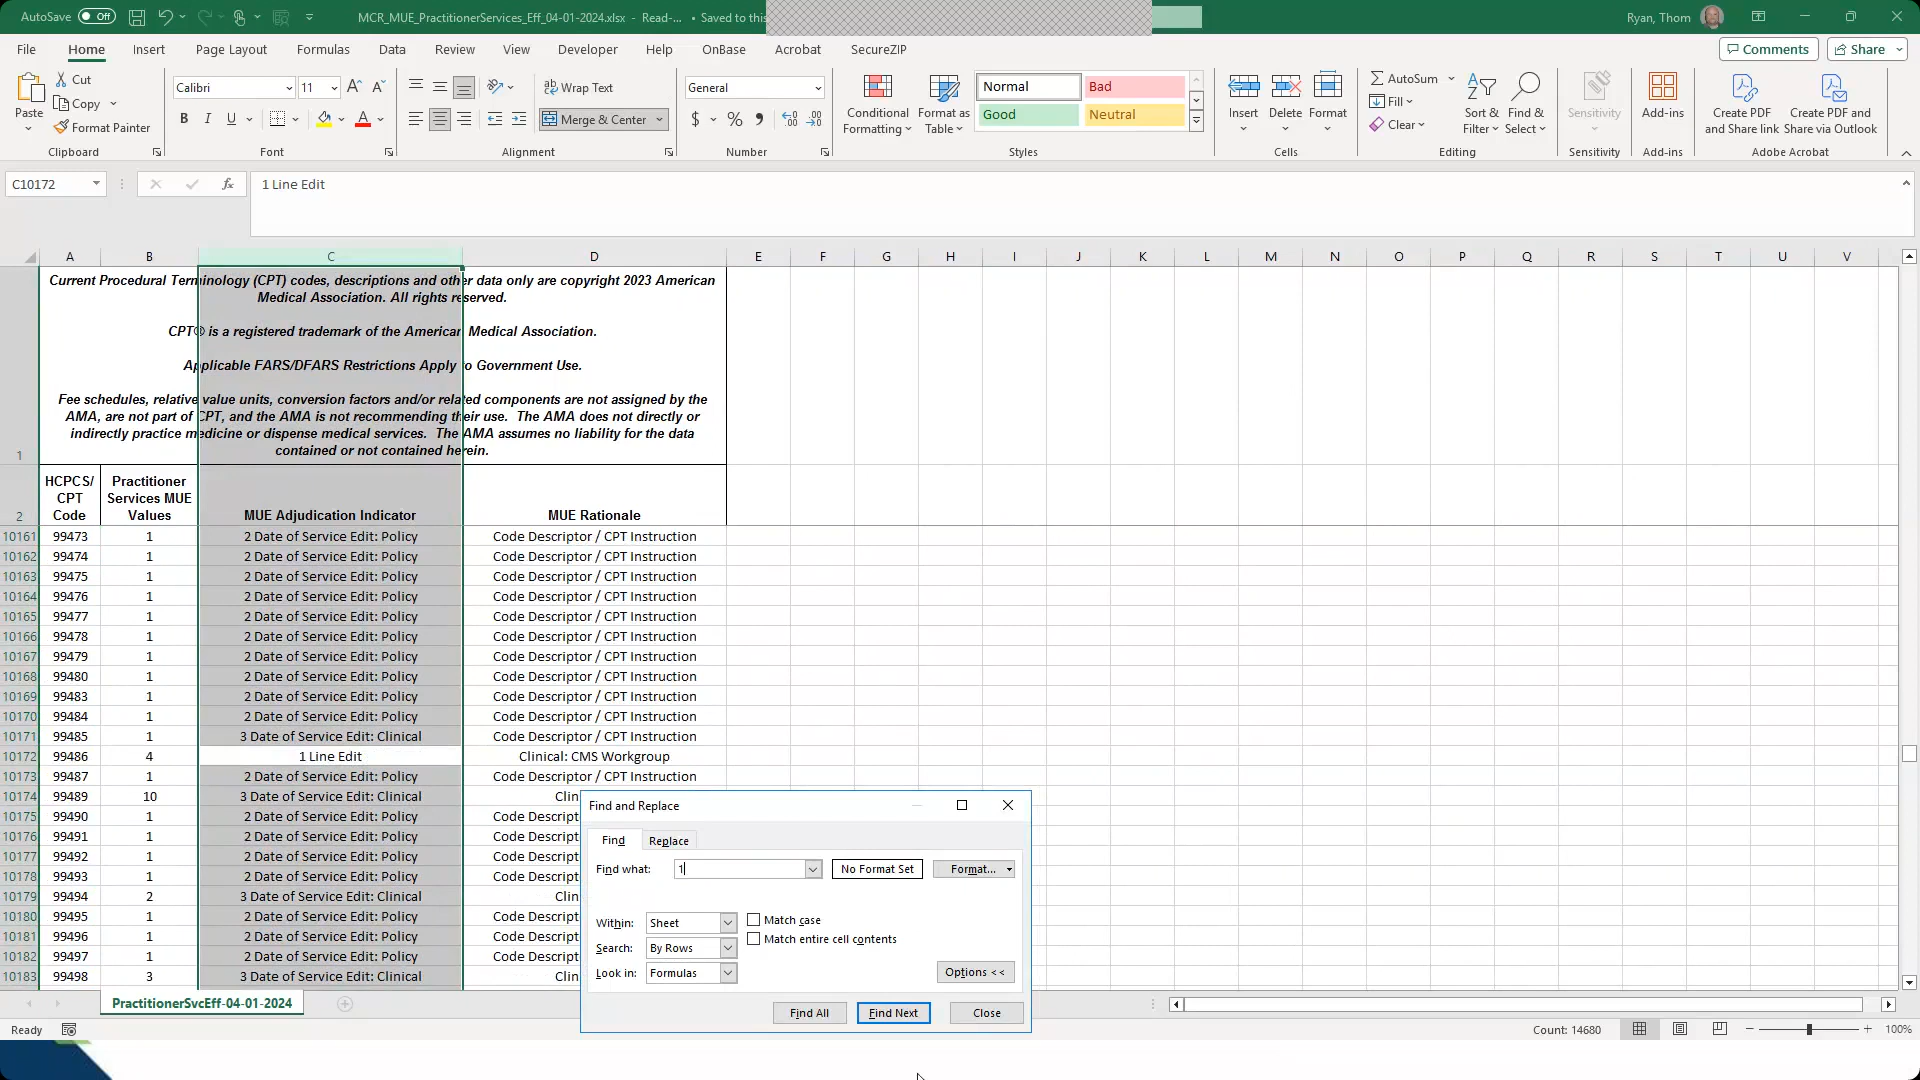 AutoSave Off
MCR_MUE_PractitionerServices_Eff_04-01-2024.xlsx - Read-... • Saved to this
Ryan, Thom
File Home Insert Page Layout Formulas Data Review View Developer Help OnBase Acrobat SecureZIP
Comments Share
Paste Cut Copy Format Painter
Clipboard
Calibri 11 A A
B I U A
Font
ab Wrap Text
Merge & Center
Alignment
General
$ % 9
Number
Conditional Formatting
Format as Table
Normal Bad
Good Neutral
Styles
Insert Delete Format
Cells
AutoSum
Fill
Clear
Sort & Filter
Find & Select
Editing
Sensitivity
Sensitivity
Add-ins
Add-ins
Create PDF and Share link
Create PDF and Share via Outlook
Adobe Acrobat
C10172 fx 1 Line Edit
A B C D E F G H I J K L M N O P Q R S T U V
Current Procedural Terminology (CPT) codes, descriptions and other data only are copyright 2023 American
Medical Association. All rights reserved.
CPT® is a registered trademark of the American Medical Association.
Applicable FARS/DFARS Restrictions Apply to Government Use.
Fee schedules, relative value units, conversion factors and/or related components are not assigned by the
AMA, are not part of CPT, and the AMA is not recommending their use. The AMA does not directly or
indirectly practice medicine or dispense medical services. The AMA assumes no liability for the data
contained or not contained herein.
1
HCPCS/ CPT Code
Practitioner Services MUE Values
MUE Adjudication Indicator
MUE Rationale
2
10161 99473 1 2 Date of Service Edit: Policy Code Descriptor / CPT Instruction
10162 99474 1 2 Date of Service Edit: Policy Code Descriptor / CPT Instruction
10163 99475 1 2 Date of Service Edit: Policy Code Descriptor / CPT Instruction
10164 99476 1 2 Date of Service Edit: Policy Code Descriptor / CPT Instruction
10165 99477 1 2 Date of Service Edit: Policy Code Descriptor / CPT Instruction
10166 99478 1 2 Date of Service Edit: Policy Code Descriptor / CPT Instruction
10167 99479 1 2 Date of Service Edit: Policy Code Descriptor / CPT Instruction
10168 99480 1 2 Date of Service Edit: Policy Code Descriptor / CPT Instruction
10169 99483 1 2 Date of Service Edit: Policy Code Descriptor / CPT Instruction
10170 99484 1 2 Date of Service Edit: Policy Code Descriptor / CPT Instruction
10171 99485 1 3 Date of Service Edit: Clinical Code Descriptor / CPT Instruction
10172 99486 4 1 Line Edit Clinical: CMS Workgroup
10173 99487 1 2 Date of Service Edit: Policy Code Descriptor / CPT Instruction
10174 99489 10 3 Date of Service Edit: Clinical Clin
10175 99490 1 2 Date of Service Edit: Policy Code Descript
10176 99491 1 2 Date of Service Edit: Policy Code Descript
10177 99492 1 2 Date of Service Edit: Policy Code Descript
10178 99493 1 2 Date of Service Edit: Policy Code Descript
10179 99494 2 3 Date of Service Edit: Clinical Clin
10180 99495 1 2 Date of Service Edit: Policy Code Descript
10181 99496 1 2 Date of Service Edit: Policy Code Descript
10182 99497 1 2 Date of Service Edit: Policy Code Descript
10183 99498 3 3 Date of Service Edit: Clinical Clin
Find and Replace
Find Replace
Find what: 1 No Format Set Format...
Within: Sheet Match case
Search: By Rows Match entire cell contents
Look in: Formulas Options <<
Find All Find Next Close
PractitionerSvcEff-04-01-2024
Ready Count: 14680 100%